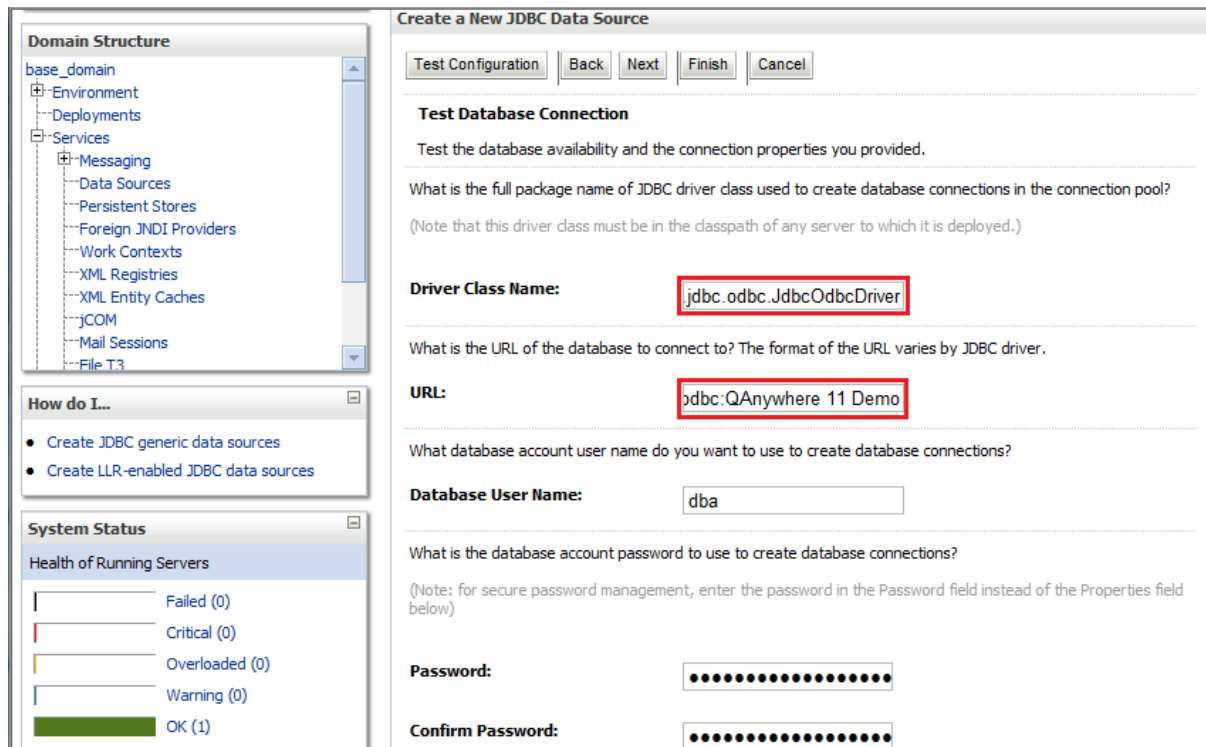 Create a New JDBC Data Source
Domain Structure
base_domain
Environment
Deployments
Services
Messaging
Data Sources
Persistent Stores
Foreign JNDI Providers
Work Contexts
XML Registries
XML Entity Caches
jCOM
Mail Sessions
File T3
How do I...
Create JDBC generic data sources
Create LLR-enabled JDBC data sources
System Status
Health of Running Servers
Failed (0)
Critical (0)
Overloaded (0)
Warning (0)
OK (1)
Test Configuration Back Next Finish Cancel
Test Database Connection
Test the database availability and the connection properties you provided.
What is the full package name of JDBC driver class used to create database connections in the connection pool?
(Note that this driver class must be in the classpath of any server to which it is deployed.)
Driver Class Name: .jdbc.odbc.JdbcOdbcDriver
What is the URL of the database to connect to? The format of the URL varies by JDBC driver.
URL: odbc:QAnywhere 11 Demo
What database account user name do you want to use to create database connections?
Database User Name: dba
What is the database account password to use to create database connections?
(Note: for secure password management, enter the password in the Password field instead of the Properties field
below)
Password: ●●●●●●●●●●●●●●●●●●
Confirm Password: ●●●●●●●●●●●●●●●●●●